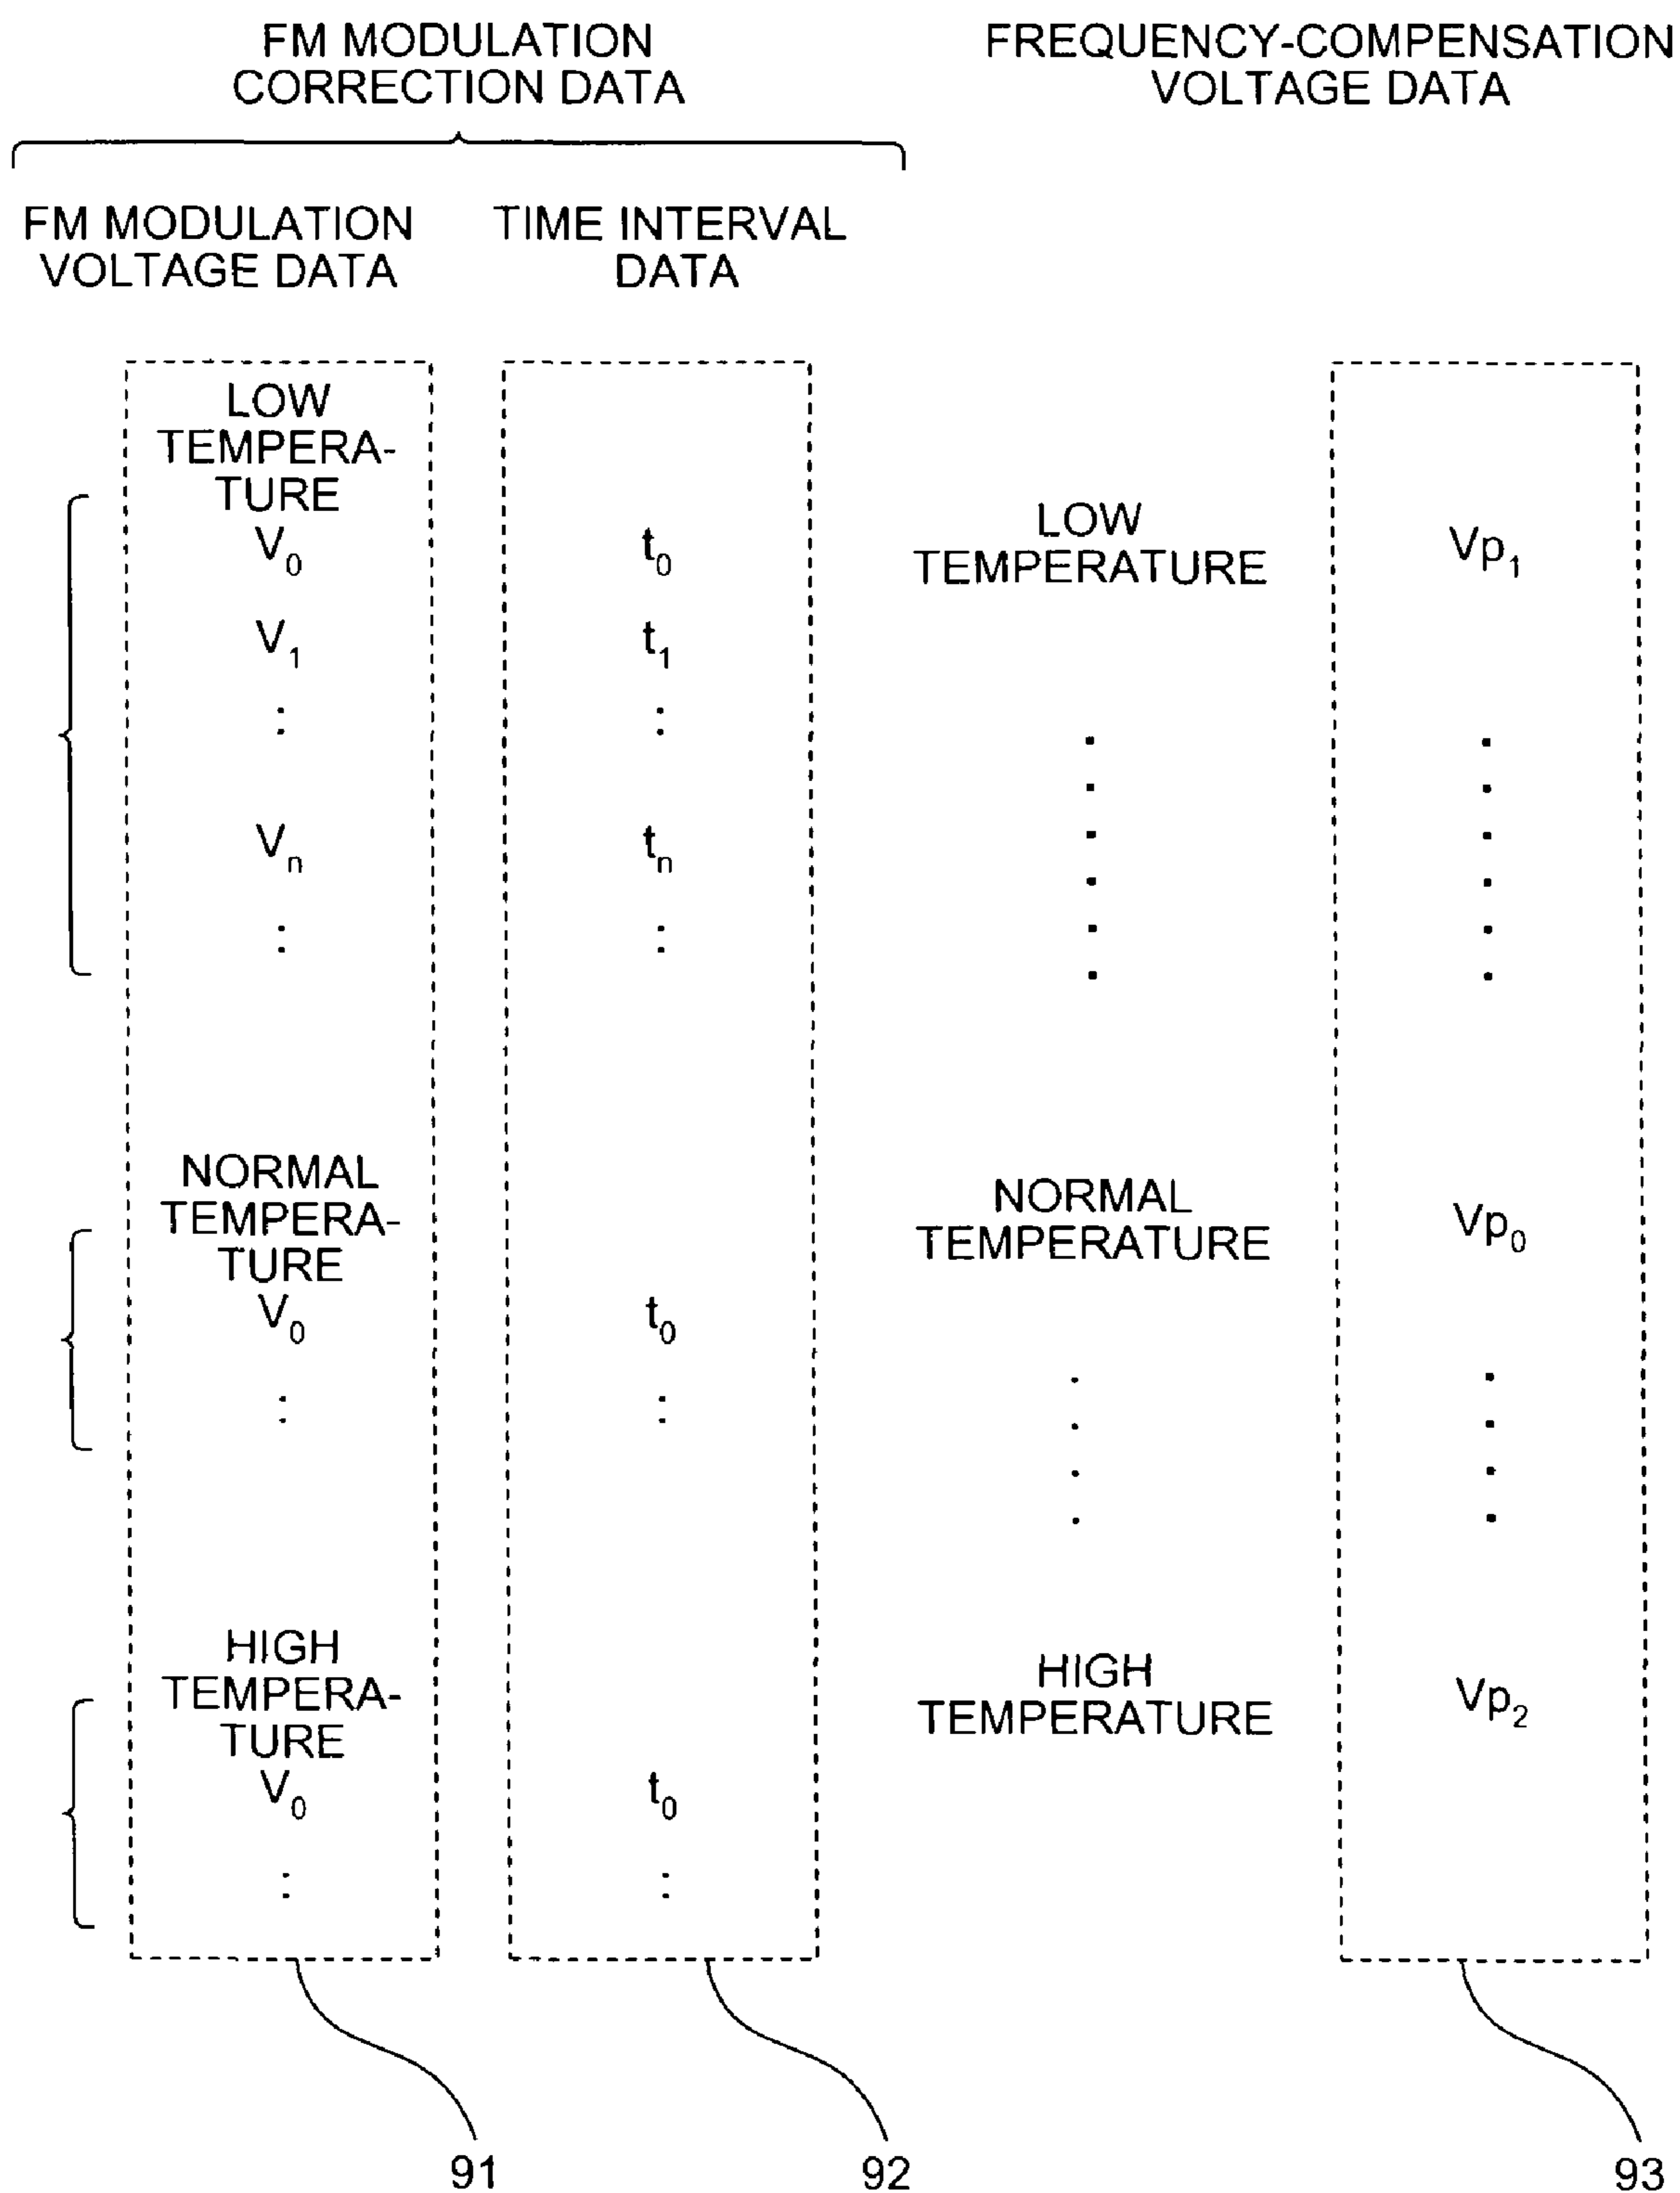 FM MODULATION
CORRECTION DATA
FREQUENCY-COMPENSATION
VOLTAGE DATA
FM MODULATION
VOLTAGE DATA
TIME INTERVAL
DATA
LOW
TEMPERA-
TURE
V0
t0
LOW
TEMPERATURE
Vp1
V1
t1
Vn
tn
NORMAL
TEMPERA-
TURE
V0
t0
NORMAL
TEMPERATURE
Vp0
HIGH
TEMPERA-
TURE
V0
t0
HIGH
TEMPERATURE
Vp2
91
92
93